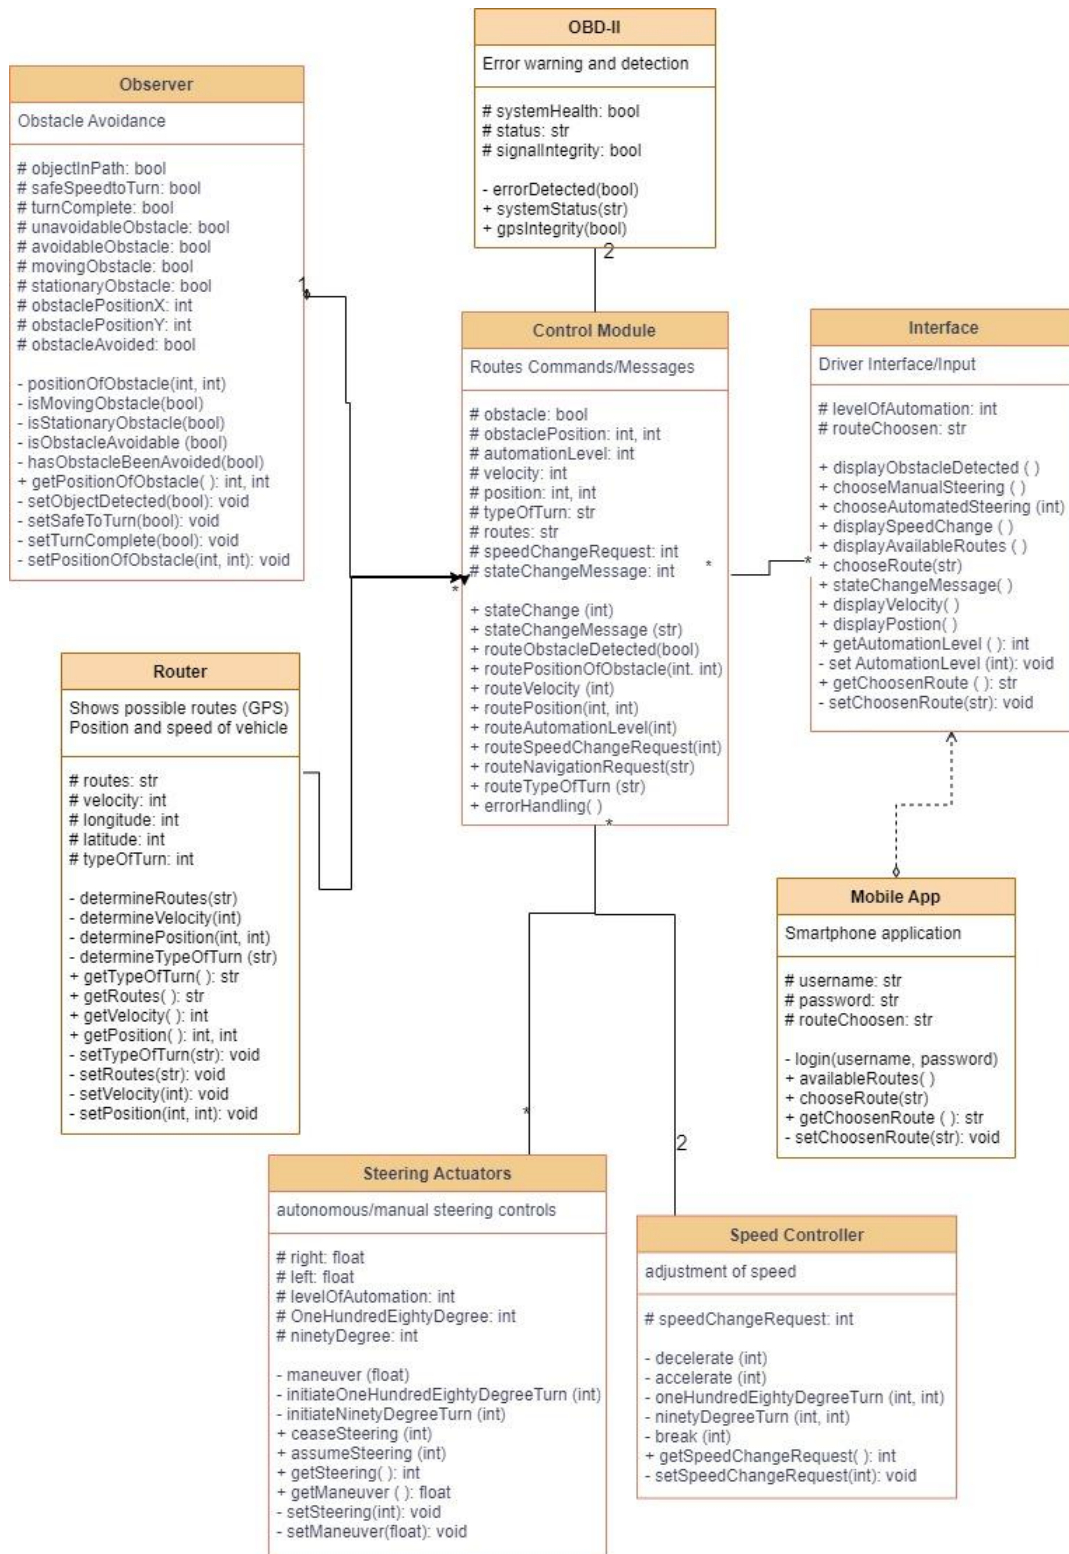 OBD-II
Error warning and detection
# systemHealth: bool
# status: str
# signalIntegrity: bool
- errorDetected(bool)
+ systemStatus(str)
+ gpsIntegrity(bool)
2
Observer
Obstacle Avoidance
# objectInPath: bool
# safeSpeedtoTurn: bool
# turnComplete: bool
# unavoidableObstacle: bool
# avoidableObstacle: bool
# movingObstacle: bool
# stationaryObstacle: bool
# obstaclePositionX: int
# obstaclePositionY: int
# obstacleAvoided: bool
- positionOfObstacle(int, int)
- isMovingObstacle(bool)
- isStationaryObstacle(bool)
- isObstacleAvoidable (bool)
- hasObstacleBeenAvoided(bool)
+ getPositionOfObstacle( ): int, int
- setObjectDetected(bool): void
- setSafeToTurn(bool): void
- setTurnComplete(bool): void
- setPositionOfObstacle(int, int): void
1
Control Module
Routes Commands/Messages
# obstacle: bool
# obstaclePosition: int, int
# automationLevel: int
# velocity: int
# position: int, int
# typeOfTurn: str
# routes: str
# speedChangeRequest: int
# stateChangeMessage: int
+ stateChange (int)
+ stateChangeMessage (str)
+ routeObstacleDetected(bool)
+ routePositionOfObstacle(int. int)
+ routeVelocity (int)
+ routePosition(int, int)
+ routeAutomationLevel(int)
+ routeSpeedChangeRequest(int)
+ routeNavigationRequest(str)
+ routeTypeOfTurn (str)
+ errorHandling( )
*
*
*
*
Interface
Driver Interface/Input
# levelOfAutomation: int
# routeChoosen: str
+ displayObstacleDetected ( )
+ chooseManualSteering ( )
+ chooseAutomatedSteering (int)
+ displaySpeedChange ( )
+ displayAvailableRoutes ( )
+ chooseRoute(str)
+ stateChangeMessage( )
+ displayVelocity( )
+ displayPostion( )
+ getAutomationLevel ( ): int
- set AutomationLevel (int): void
+ getChoosenRoute ( ): str
- setChoosenRoute(str): void
Router
Shows possible routes (GPS)
Position and speed of vehicle
# routes: str
# velocity: int
# longitude: int
# latitude: int
# typeOfTurn: int
- determineRoutes(str)
- determineVelocity(int)
- determinePosition(int, int)
- determineTypeOfTurn (str)
+ getTypeOfTurn( ): str
+ getRoutes( ): str
+ getVelocity( ): int
+ getPosition( ): int, int
- setTypeOfTurn(str): void
- setRoutes(str): void
- setVelocity(int): void
- setPosition(int, int): void
Mobile App
Smartphone application
# username: str
# password: str
# routeChoosen: str
- login(username, password)
+ availableRoutes( )
+ chooseRoute(str)
+ getChoosenRoute ( ): str
- setChoosenRoute(str): void
*
2
Steering Actuators
autonomous/manual steering controls
# right: float
# left: float
# levelOfAutomation: int
# OneHundredEightyDegree: int
# ninetyDegree: int
- maneuver (float)
- initiateOneHundredEightyDegreeTurn (int)
- initiateNinetyDegreeTurn (int)
+ ceaseSteering (int)
+ assumeSteering (int)
+ getSteering( ): int
+ getManeuver ( ): float
- setSteering(int): void
- setManeuver(float): void
Speed Controller
adjustment of speed
# speedChangeRequest: int
- decelerate (int)
- accelerate (int)
- oneHundredEightyDegreeTurn (int, int)
- ninetyDegreeTurn (int, int)
- break (int)
+ getSpeedChangeRequest( ): int
- setSpeedChangeRequest(int): void